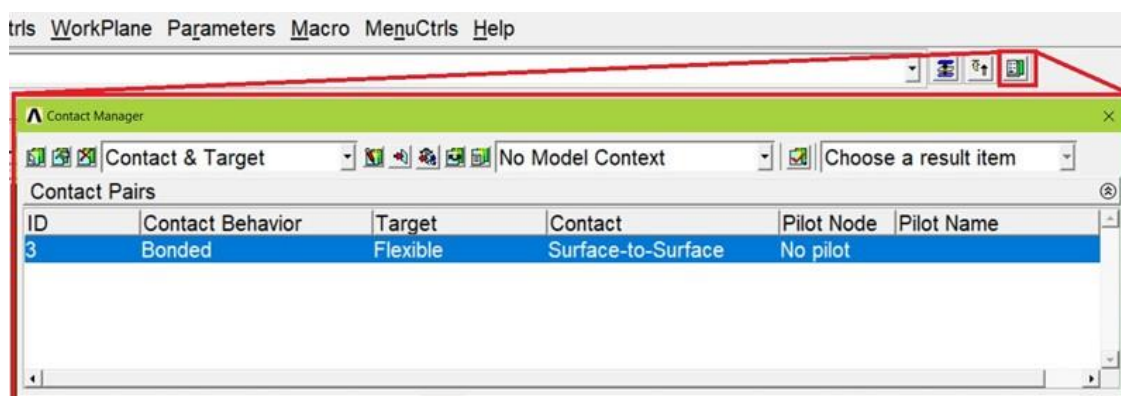 trls WorkPlane Parameters Macro MenuCtrls Help
Contact Manager
Contact & Target No Model Context Choose a result item
Contact Pairs
ID Contact Behavior Target Contact Pilot Node Pilot Name
3 Bonded Flexible Surface-to-Surface No pilot